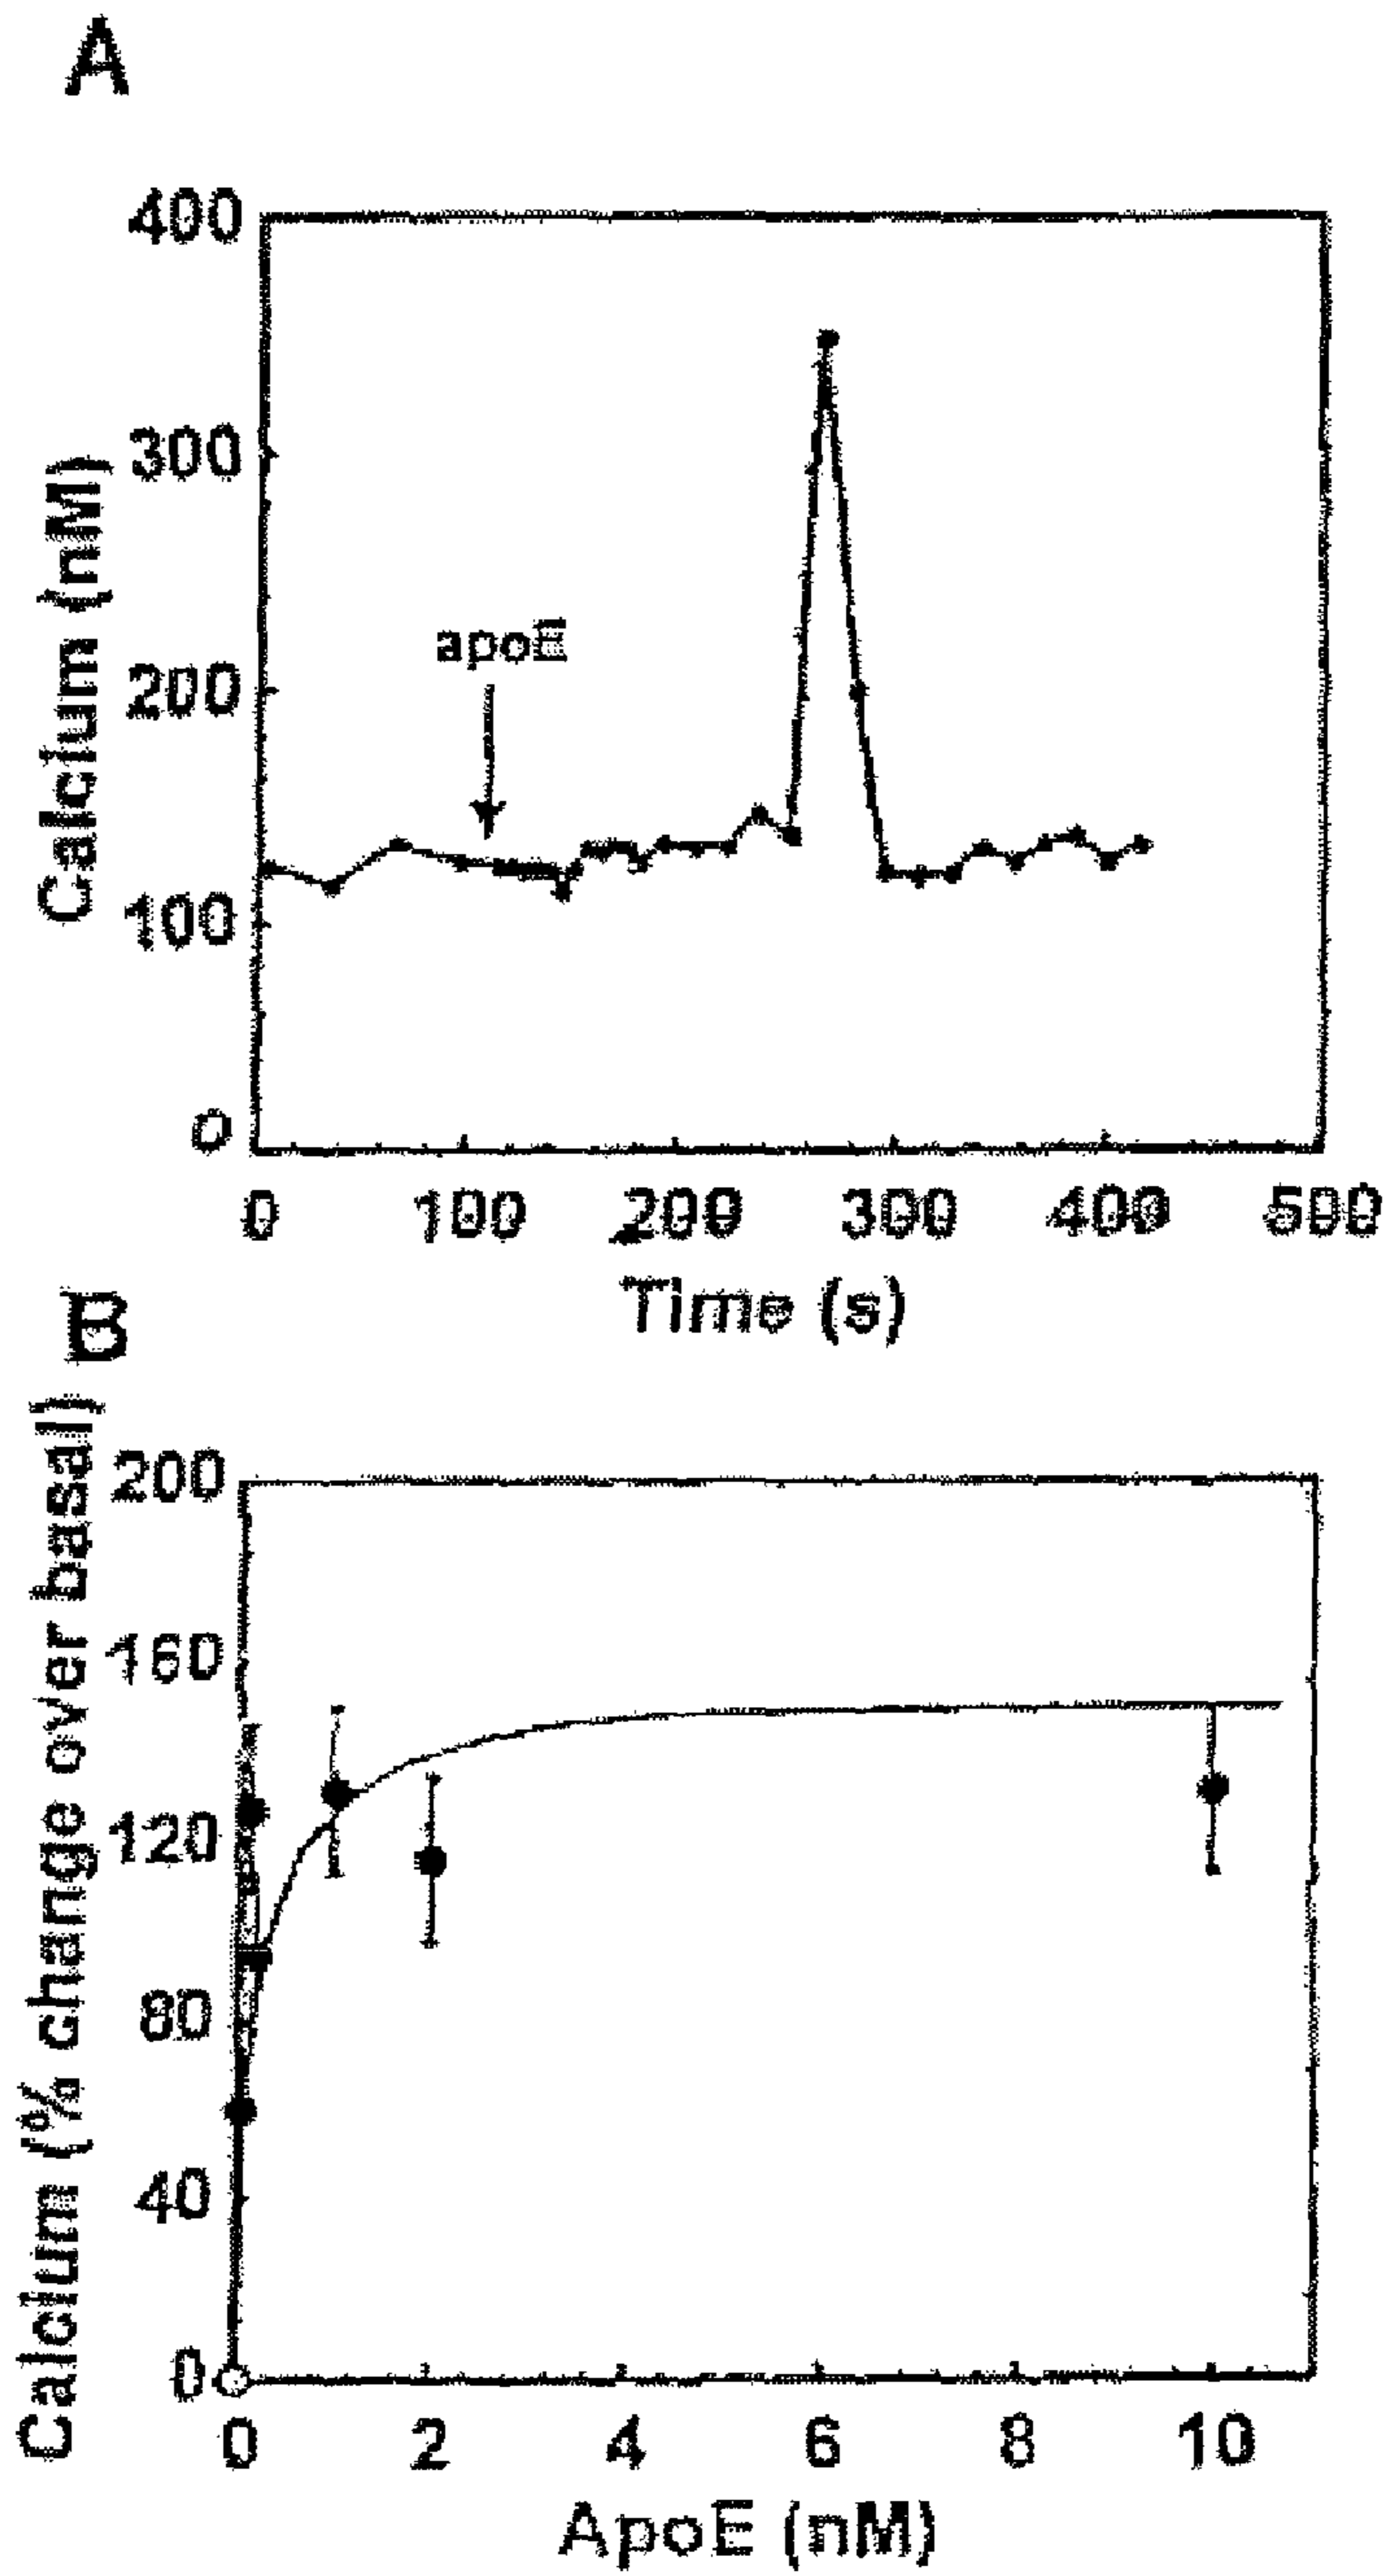 A
400
300
200
100
0
Calcium (nM)
apoE
0 100 200 300 400 500
Time (s)
B
200
160
120
80
40
0
Calcium (% change over basal)
0 2 4 6 8 10
ApoE (nM)